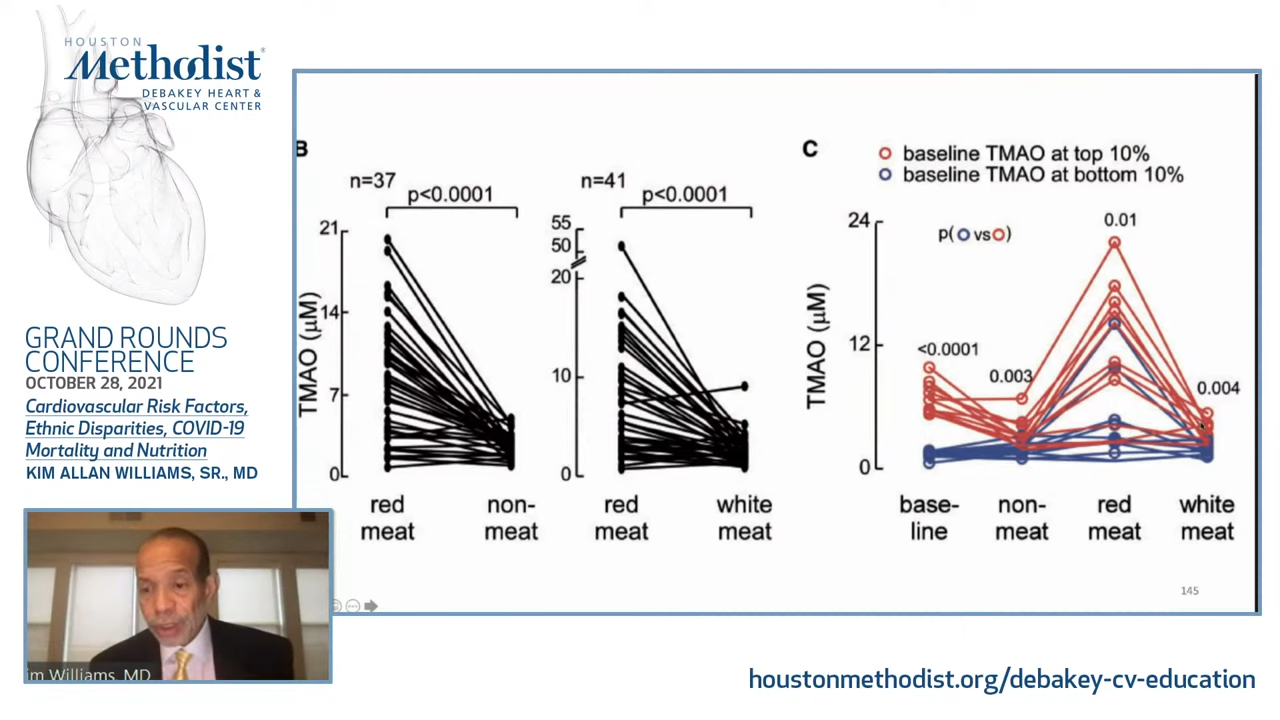 HOUSTON
Methodist®
DEBAKEY HEART &
VASCULAR CENTER
GRAND ROUNDS
CONFERENCE
OCTOBER 28, 2021
Cardiovascular Risk Factors,
Ethnic Disparities, COVID-19
Mortality and Nutrition
KIM ALLAN WILLIAMS, SR., MD
im Williams, MD
B
n=37
p<0.0001
TMAO (μM)
21
14
7
0
red
meat
non-
meat
n=41
p<0.0001
55
50
20
10
0
red
meat
white
meat
C
baseline TMAO at top 10%
baseline TMAO at bottom 10%
p( vs )
TMAO (μM)
24
12
0
<0.0001
0.003
0.01
0.004
base-
line
non-
meat
red
meat
white
meat
145
houstonmethodist.org/debakey-cv-education